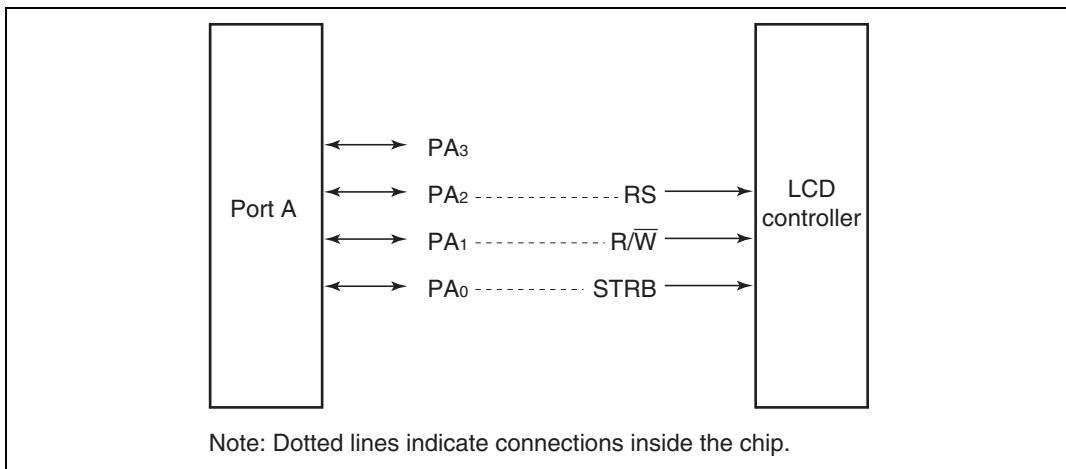 PA3
Port A
PA2 RS
LCD
controller
PA1 R/W̅
PA0 STRB
Note: Dotted lines indicate connections inside the chip.